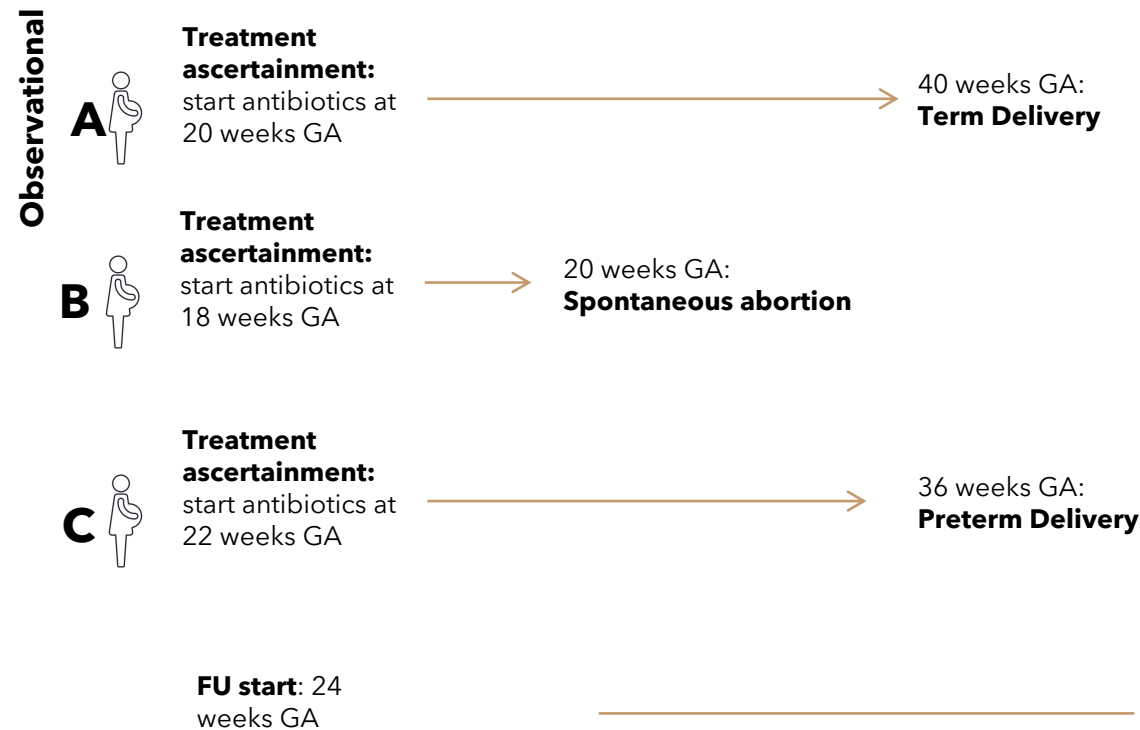 Observational
A
Treatment
ascertainment:
start antibiotics at
20 weeks GA
40 weeks GA:
Term Delivery
B
Treatment
ascertainment:
start antibiotics at
18 weeks GA
20 weeks GA:
Spontaneous abortion
C
Treatment
ascertainment:
start antibiotics at
22 weeks GA
36 weeks GA:
Preterm Delivery
FU start: 24
weeks GA